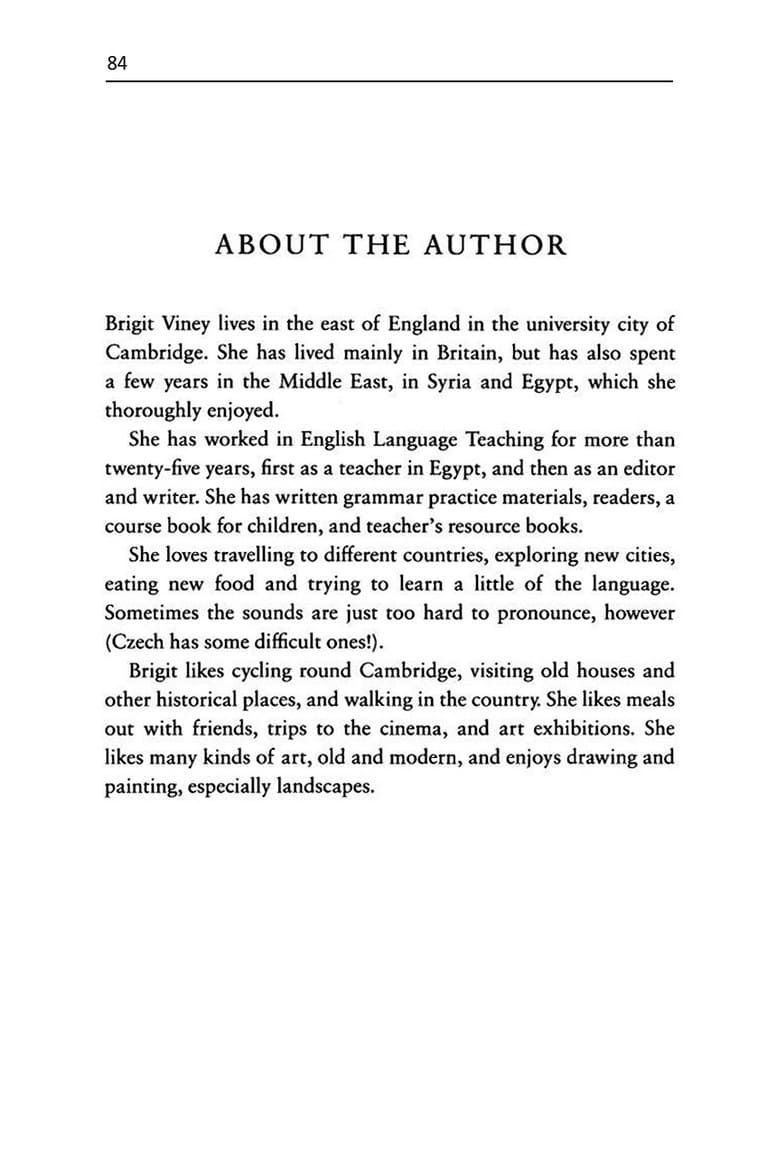 84
ABOUT THE AUTHOR
Brigit Viney lives in the east of England in the university city of
Cambridge. She has lived mainly in Britain, but has also spent
a few years in the Middle East, in Syria and Egypt, which she
thoroughly enjoyed.
She has worked in English Language Teaching for more than
twenty-five years, first as a teacher in Egypt, and then as an editor
and writer. She has written grammar practice materials, readers, a
course book for children, and teacher's resource books.
She loves travelling to different countries, exploring new cities,
eating new food and trying to learn a little of the language.
Sometimes the sounds are just too hard to pronounce, however
(Czech has some difficult ones!).
Brigit likes cycling round Cambridge, visiting old houses and
other historical places, and walking in the country. She likes meals
out with friends, trips to the cinema, and art exhibitions. She
likes many kinds of art, old and modern, and enjoys drawing and
painting, especially landscapes.